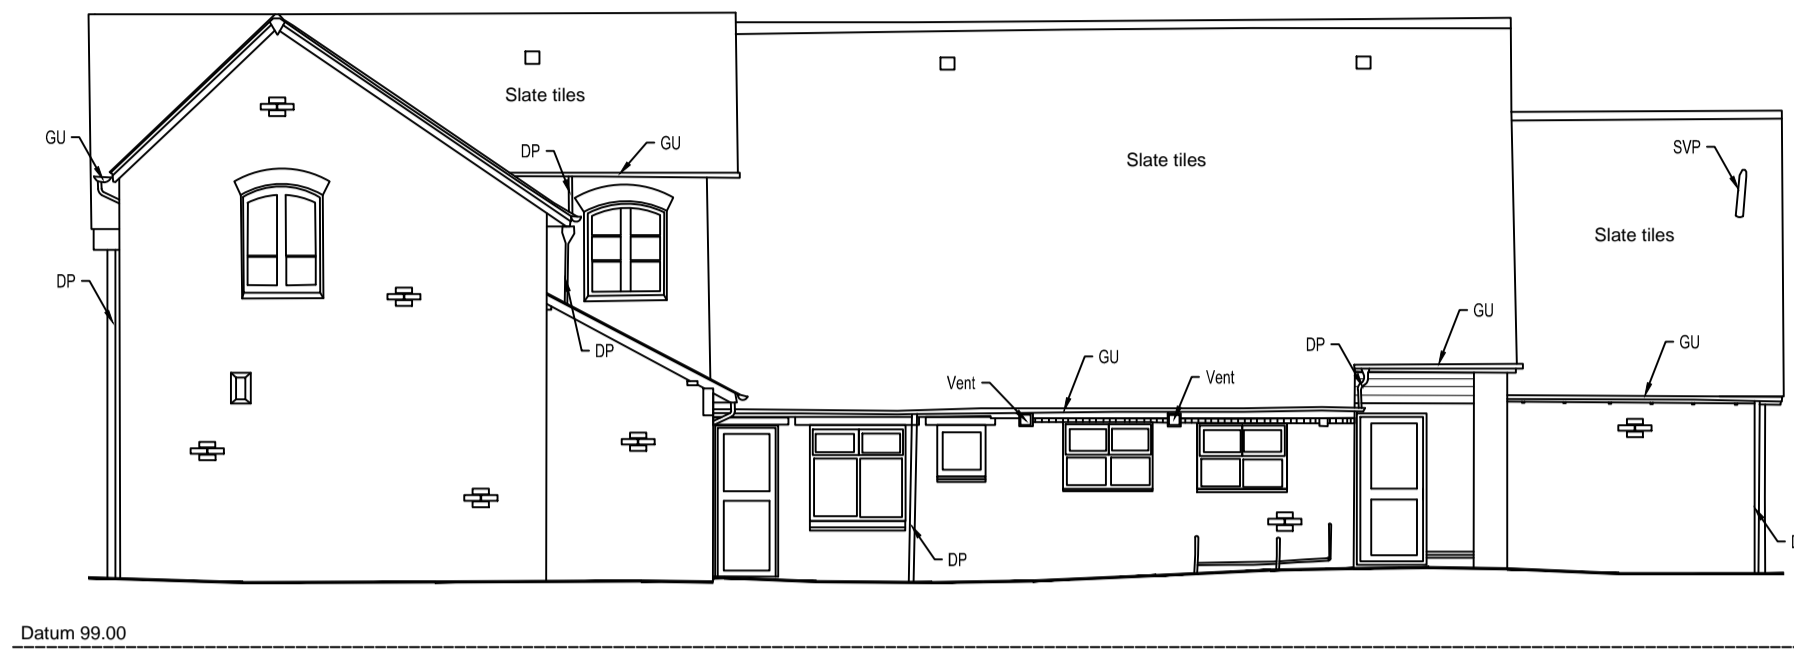 Slate tiles
GU
DP
GU
Slate tiles
SVP
Slate tiles
DP
GU
DP
DP
GU
GU
Vent
Vent
GU
DP
Datum 99.00